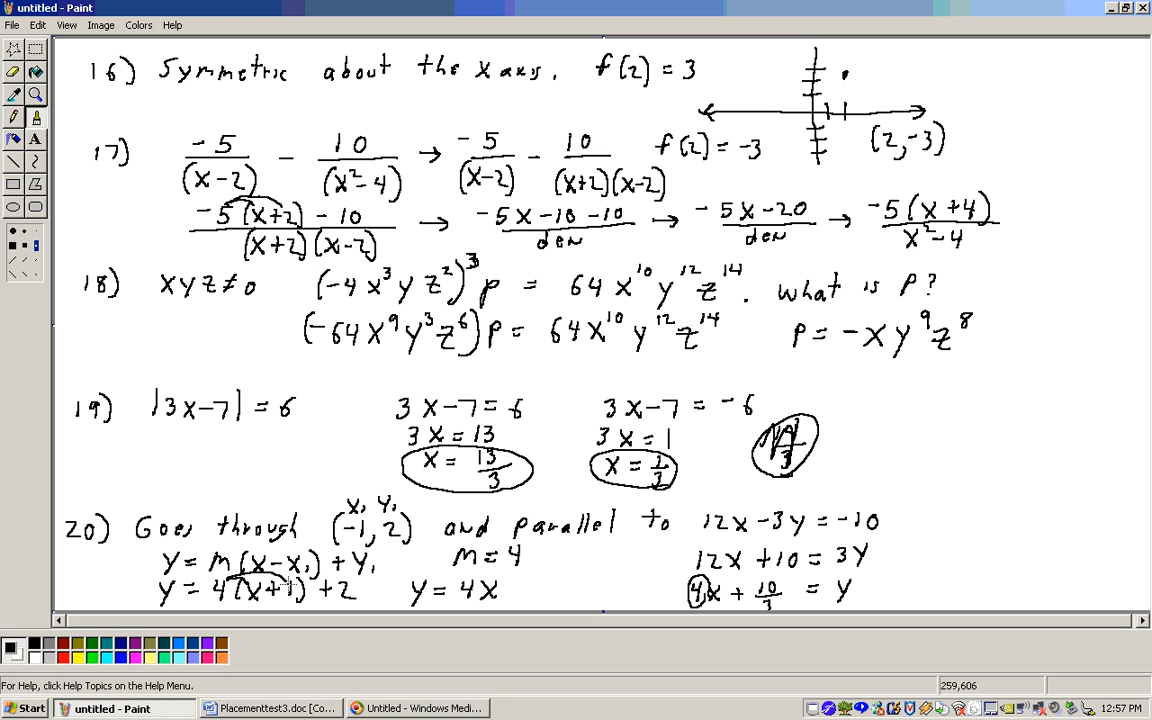 untitled - Paint
File Edit View Image Colors Help
16) Symmetric about the x axis. f(2) = 3
17) -5/(x-2) - 10/(x²-4) → -5/(x-2) - 10/((x+2)(x-2)) f(2) = -3 (2,-3)
(-5(x+2) -10)/((x+2)(x-2)) → (-5x-10-10)/den → (-5x-20)/den → -5(x+4)/(x²-4)
18) xyz≠0 (-4x³yz²)³p = 64x¹⁰y¹²z¹⁴. What is P?
(-64x⁹y³z⁶)p = 64x¹⁰y¹²z¹⁴ p = -xy⁹z⁸
19) |3x-7| = 6 3x-7 = 6 3x-7 = -6
3x = 13 3x = 1
x = 13/3 x = 1/3
x₁ y₁
20) Goes through (-1,2) and parallel to 12x-3y = -10
y = m(x-x₁)+y₁ m = 4 12x+10 = 3y
y = 4(x+1)+2 y = 4x 4x + 10/3 = y
For Help, click Help Topics on the Help Menu. 259,606
Start untitled - Paint Placementtest3.doc [Co... Untitled - Windows Medi... 12:57 PM